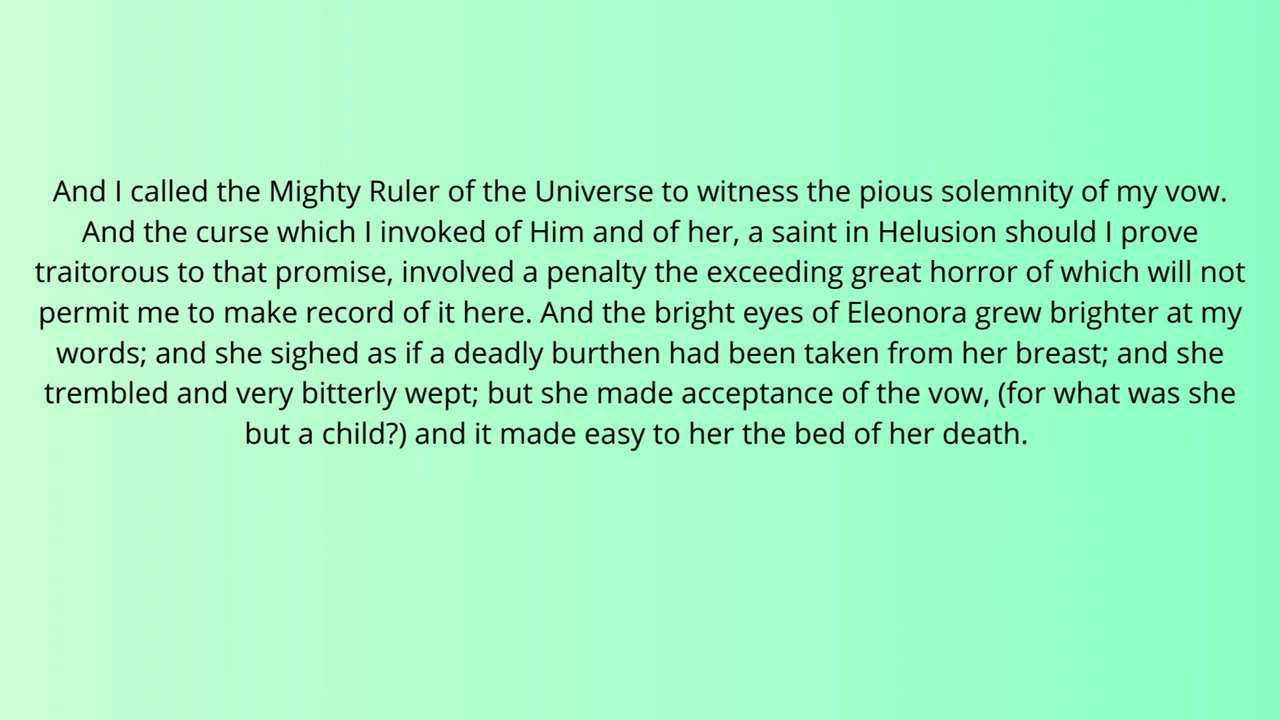 And I called the Mighty Ruler of the Universe to witness the pious solemnity of my vow.
And the curse which I invoked of Him and of her, a saint in Helusion should I prove
traitorous to that promise, involved a penalty the exceeding great horror of which will not
permit me to make record of it here. And the bright eyes of Eleonora grew brighter at my
words; and she sighed as if a deadly burthen had been taken from her breast; and she
trembled and very bitterly wept; but she made acceptance of the vow, (for what was she
but a child?) and it made easy to her the bed of her death.